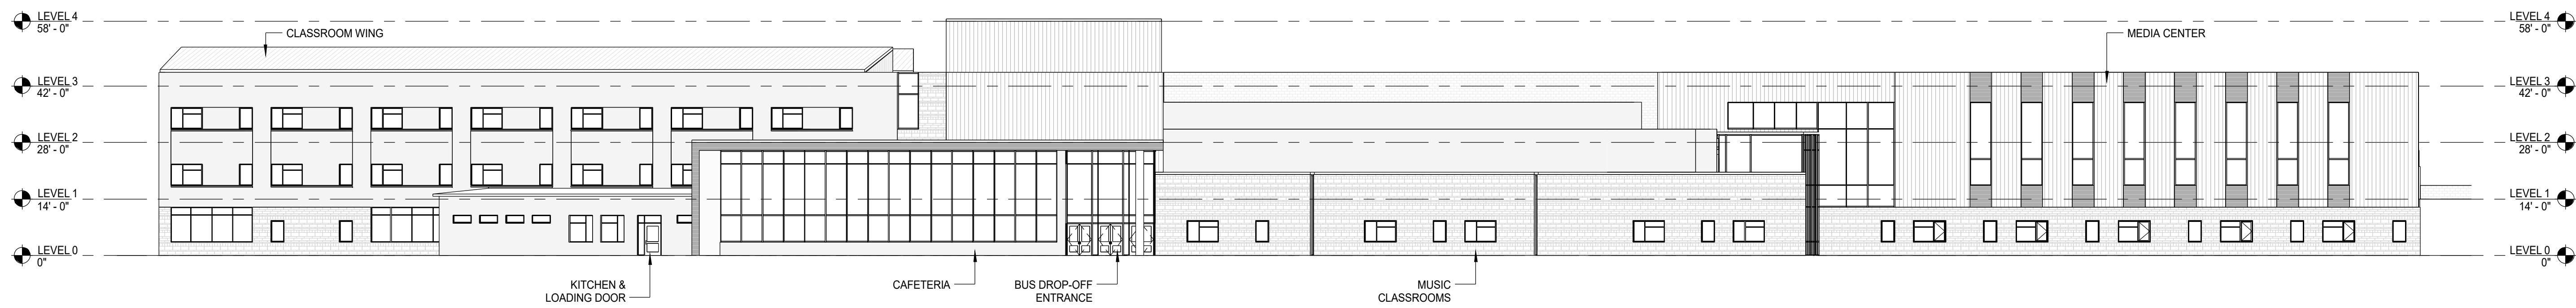 LEVEL 4
58' - 0"
CLASSROOM WING
LEVEL 3
42' - 0"
LEVEL 2
28' - 0"
LEVEL 1
14' - 0"
LEVEL 0
0"
KITCHEN &
LOADING DOOR
CAFETERIA
BUS DROP-OFF
ENTRANCE
MUSIC
CLASSROOMS
MEDIA CENTER
LEVEL 4
58' - 0"
LEVEL 3
42' - 0"
LEVEL 2
28' - 0"
LEVEL 1
14' - 0"
LEVEL 0
0"